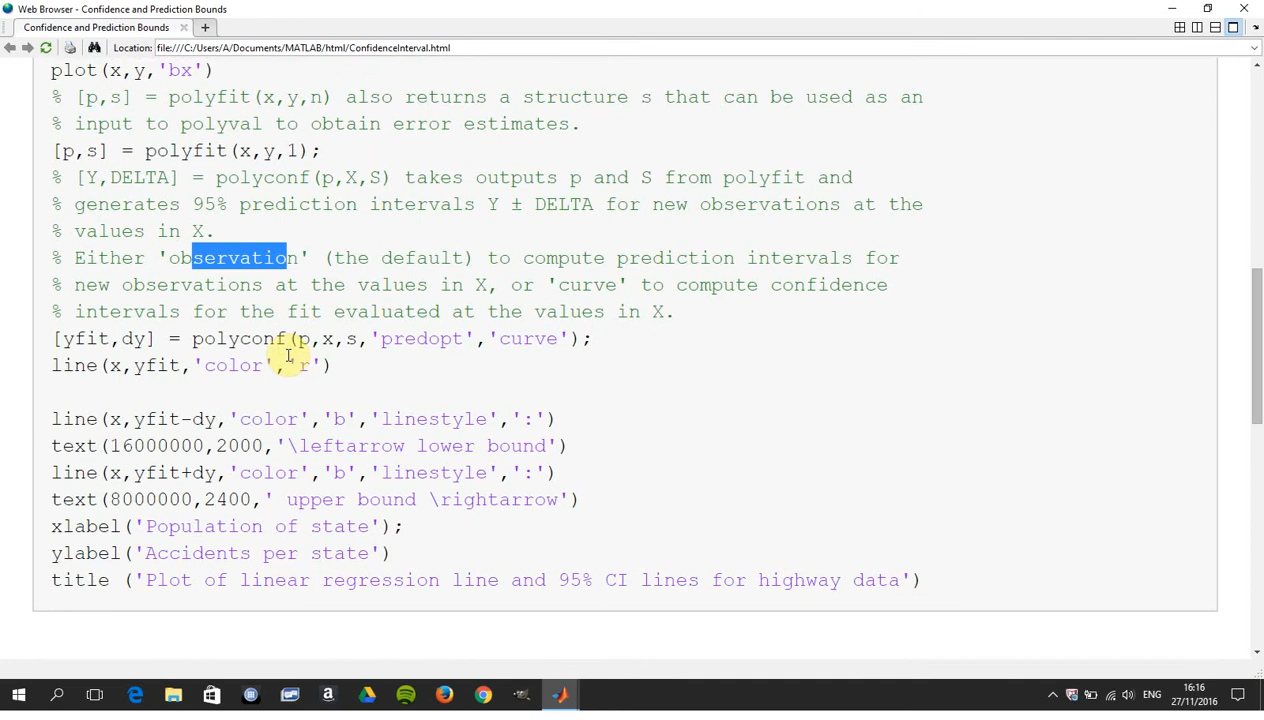 Web Browser - Confidence and Prediction Bounds
Confidence and Prediction Bounds
Location: file:///C:/Users/A/Documents/MATLAB/html/ConfidenceInterval.html
plot(x,y,'bx')
% [p,s] = polyfit(x,y,n) also returns a structure s that can be used as an
% input to polyval to obtain error estimates.
[p,s] = polyfit(x,y,1);
% [Y,DELTA] = polyconf(p,X,S) takes outputs p and S from polyfit and
% generates 95% prediction intervals Y ± DELTA for new observations at the
% values in X.
% Either 'observation' (the default) to compute prediction intervals for
% new observations at the values in X, or 'curve' to compute confidence
% intervals for the fit evaluated at the values in X.
[yfit,dy] = polyconf(p,x,s,'predopt','curve');
line(x,yfit,'color','r')
line(x,yfit-dy,'color','b','linestyle',':')
text(16000000,2000,'\leftarrow lower bound')
line(x,yfit+dy,'color','b','linestyle',':')
text(8000000,2400,' upper bound \rightarrow')
xlabel('Population of state');
ylabel('Accidents per state')
title ('Plot of linear regression line and 95% CI lines for highway data')
ENG
16:16
27/11/2016